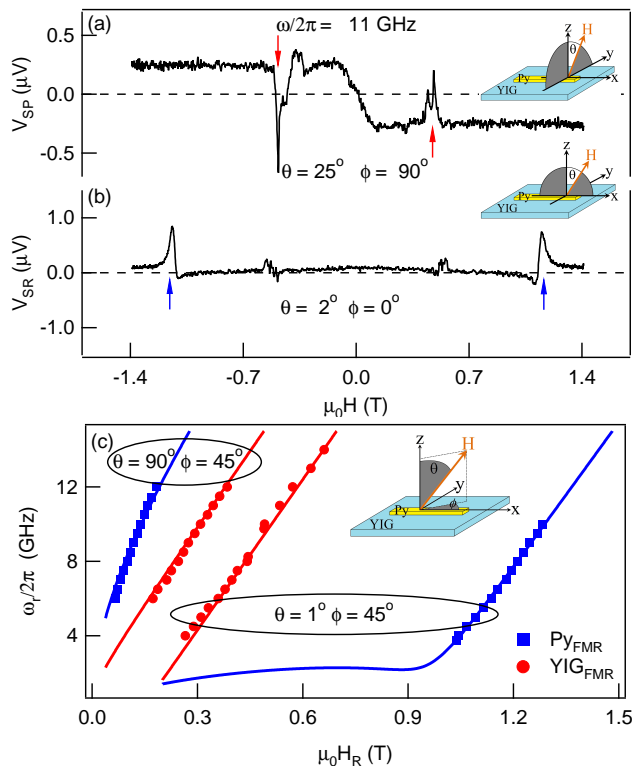 (a)
ω/2π = 11 GHz
0.5
0.0
-0.5
V_SP (μV)
θ = 25° ϕ = 90°
z
H
θ
y
Py
x
YIG
(b)
1.0
0.0
-1.0
V_SR (μV)
θ = 2° ϕ = 0°
z
H
θ
y
Py
x
YIG
-1.4 -0.7 0.0 0.7 1.4
μ₀H (T)
(c)
θ = 90° ϕ = 45°
z
H
θ
y
ϕ
Py
x
YIG
12
8
4
ω_r/2π (GHz)
θ = 1° ϕ = 45°
Py_FMR
YIG_FMR
0.0 0.3 0.6 0.9 1.2 1.5
μ₀H_R (T)